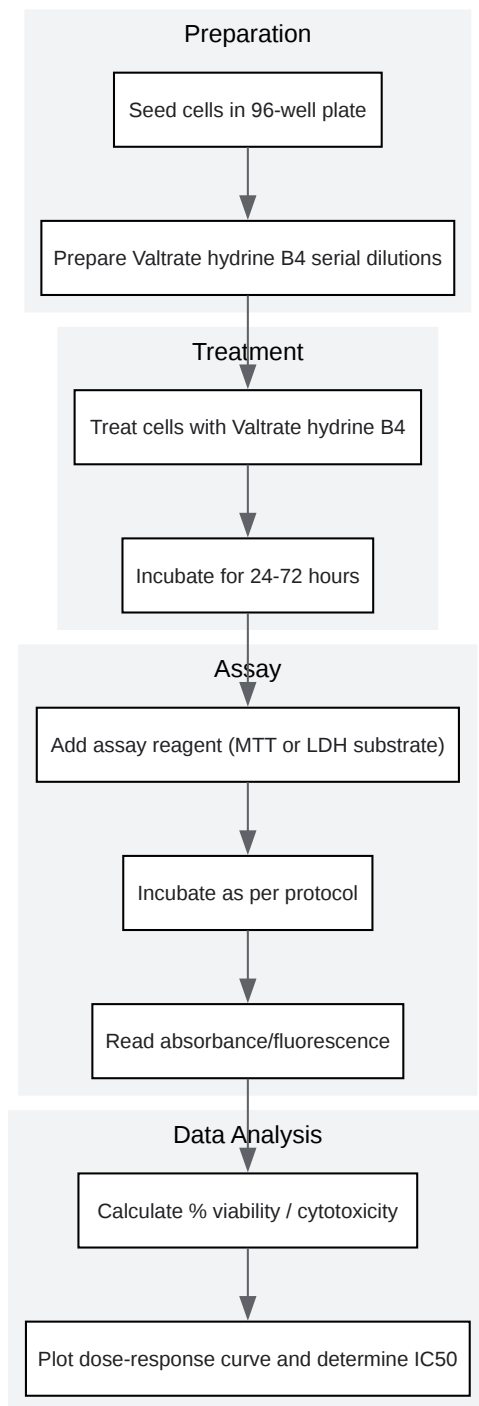 Preparation
Seed cells in 96-well plate
Prepare Valtrate hydrine B4 serial dilutions
Treatment
Treat cells with Valtrate hydrine B4
Incubate for 24-72 hours
Assay
Add assay reagent (MTT or LDH substrate)
Incubate as per protocol
Read absorbance/fluorescence
Data Analysis
Calculate % viability / cytotoxicity
Plot dose-response curve and determine IC50